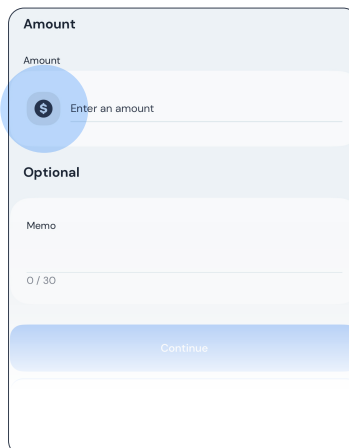 Amount
Amount
$
Enter an amount
Optional
Memo
0 / 30
Continue